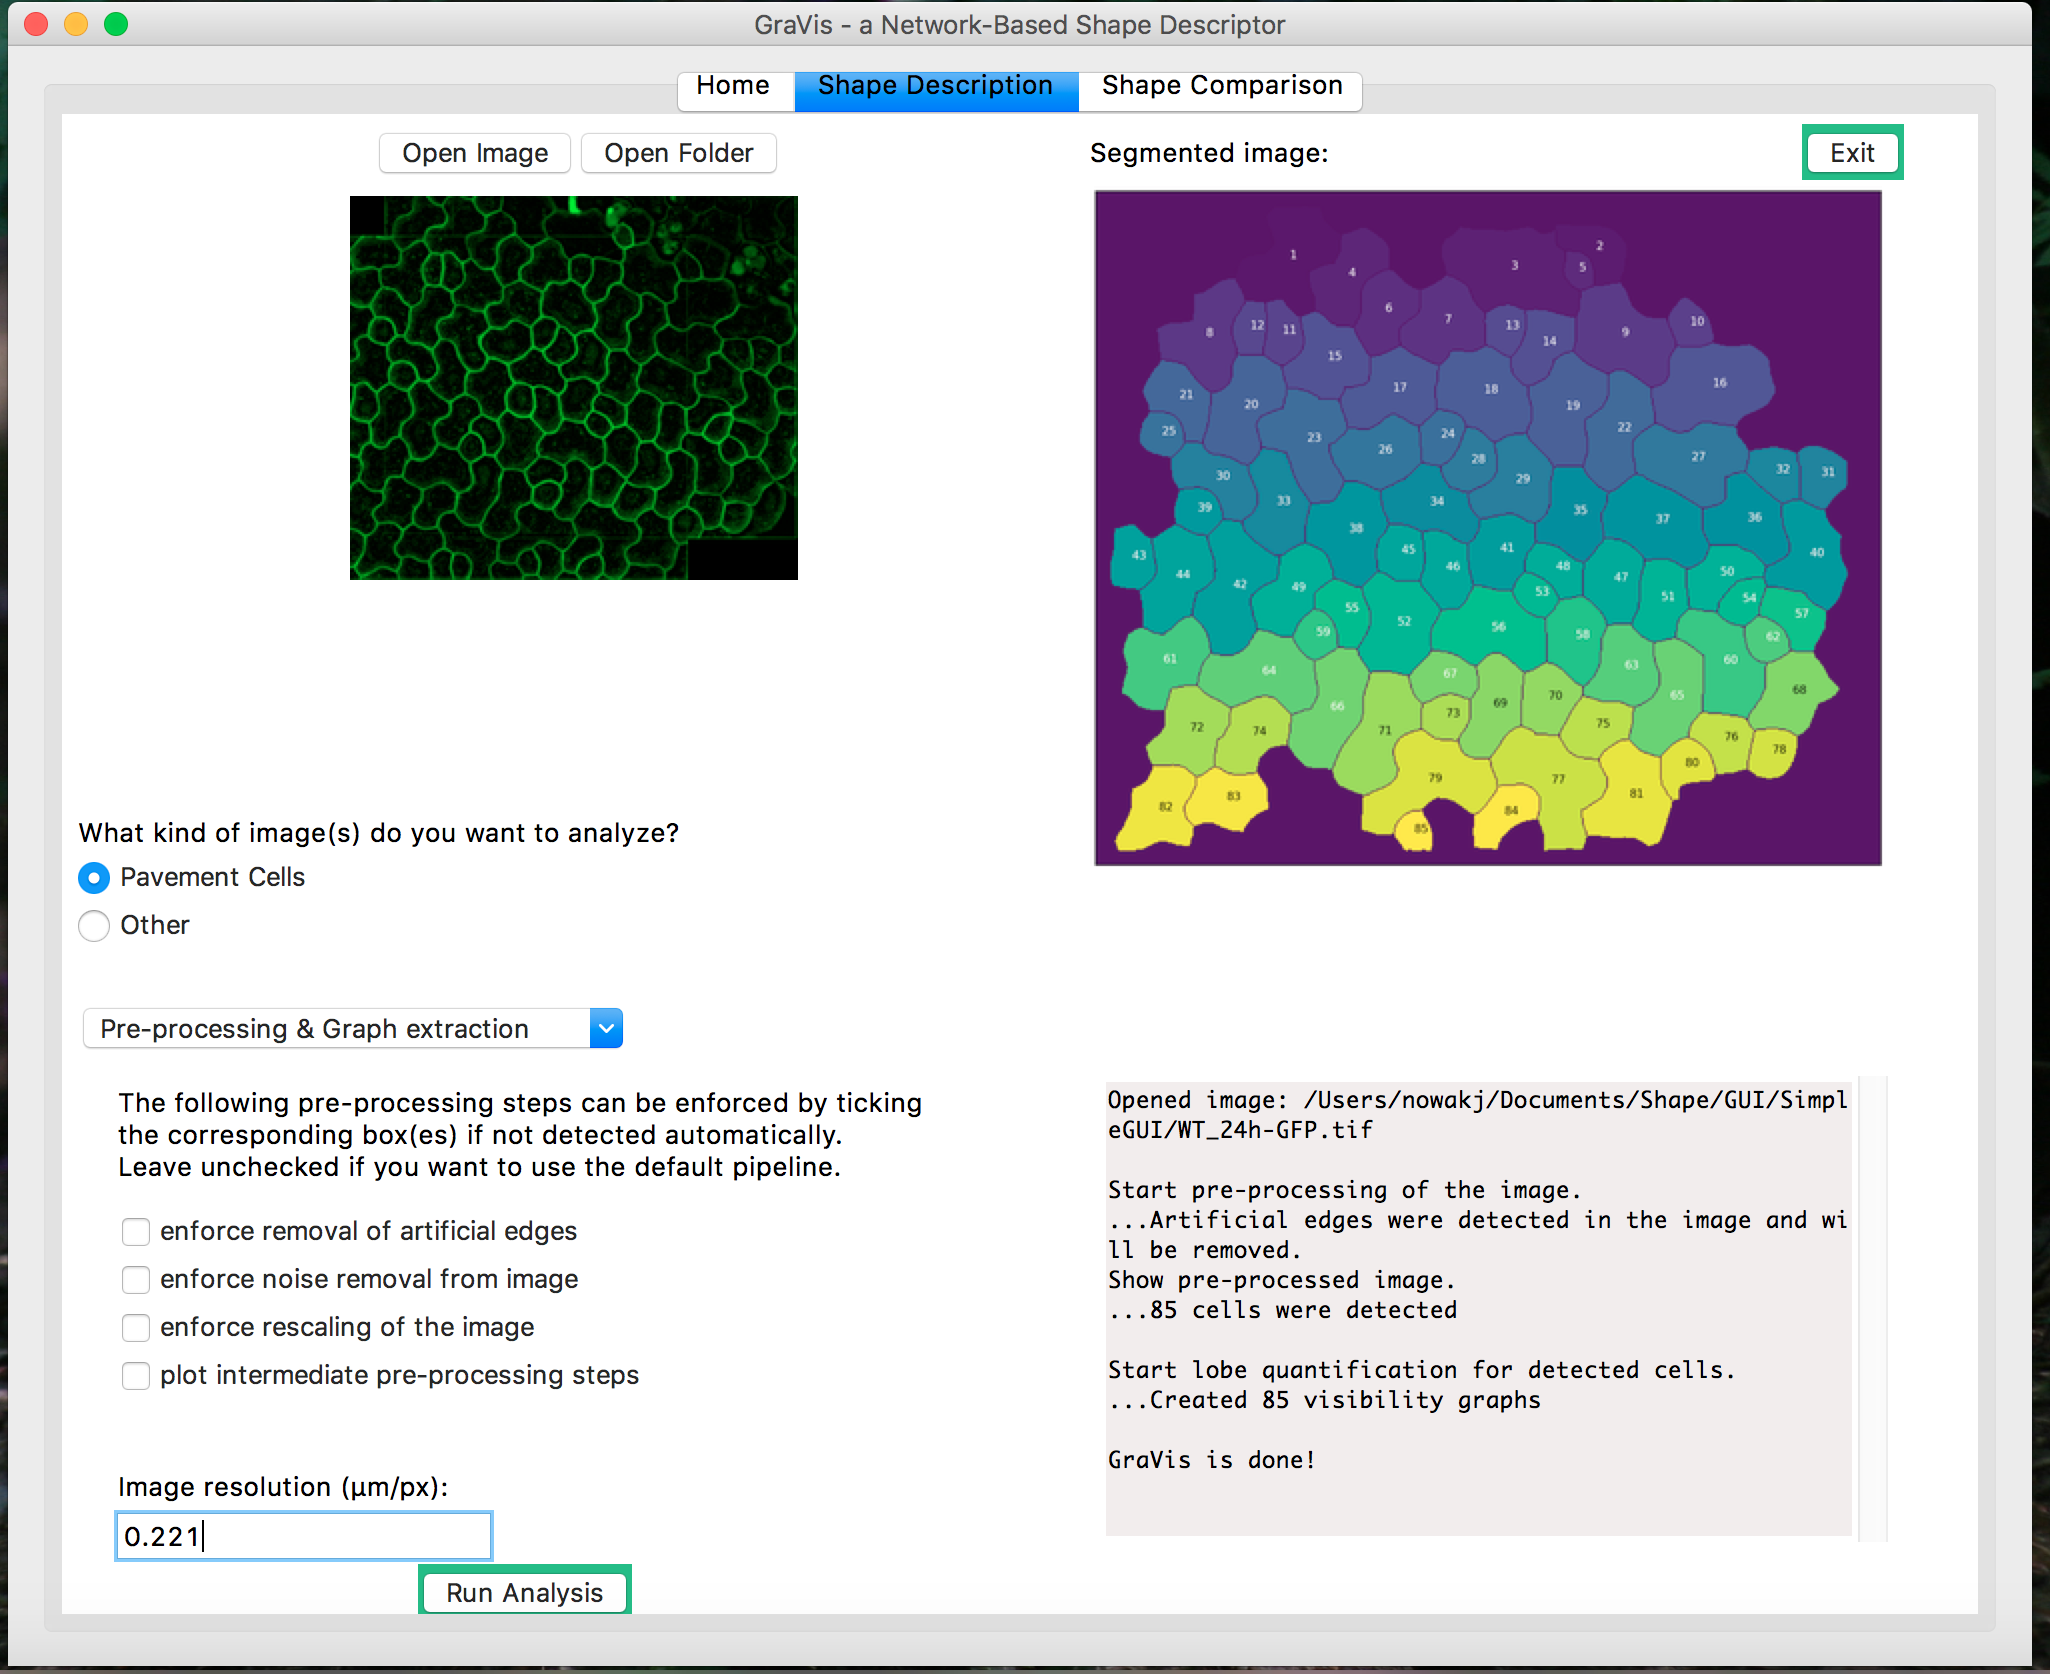 GraVis - a Network-Based Shape Descriptor
Home
Shape Description
Shape Comparison
Open Image
Open Folder
Segmented image:
Exit
1
2
3
5
4
6
7
8
12
11
13
14
9
10
15
21
20
17
18
19
16
25
23
26
24
22
28
27
30
33
29
32
31
39
34
35
37
36
38
43
44
42
45
46
41
48
47
50
40
49
55
52
53
51
54
57
59
56
58
62
61
64
67
63
60
66
69
70
65
68
72
74
71
73
75
76
78
79
77
80
82
83
84
81
85
What kind of image(s) do you want to analyze?
Pavement Cells
Other
Pre-processing & Graph extraction
The following pre-processing steps can be enforced by ticking
the corresponding box(es) if not detected automatically.
Leave unchecked if you want to use the default pipeline.
enforce removal of artificial edges
enforce noise removal from image
enforce rescaling of the image
plot intermediate pre-processing steps
Image resolution (µm/px):
0.221
Run Analysis
Opened image: /Users/nowakj/Documents/Shape/GUI/Simpl
eGUI/WT_24h-GFP.tif
Start pre-processing of the image.
...Artificial edges were detected in the image and wi
ll be removed.
Show pre-processed image.
...85 cells were detected
Start lobe quantification for detected cells.
...Created 85 visibility graphs
GraVis is done!